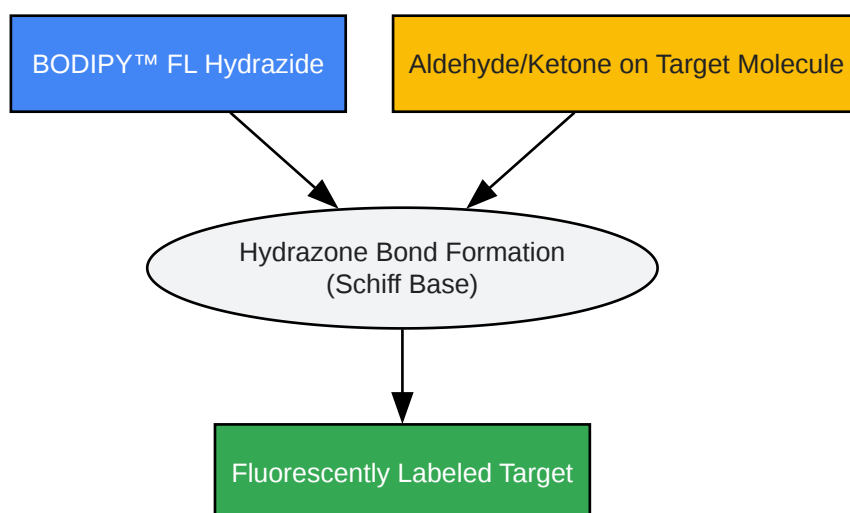 BODIPY™ FL Hydrazide
Aldehyde/Ketone on Target Molecule
Hydrazone Bond Formation
(Schiff Base)
Fluorescently Labeled Target